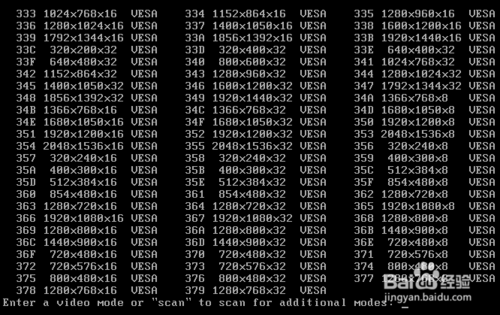 333 1024x768x16 VESA 334 1152x864x16 VESA 335 1280x960x16 VESA
336 1280x1024x16 VESA 337 1400x1050x16 VESA 338 1600x1200x16 VESA
339 1792x1344x16 VESA 33A 1856x1392x16 VESA 33B 1920x1440x16 VESA
33C 320x200x32 VESA 33D 320x400x32 VESA 33E 640x400x32 VESA
33F 640x480x32 VESA 340 800x600x32 VESA 341 1024x768x32 VESA
342 1152x864x32 VESA 343 1280x960x32 VESA 344 1280x1024x32 VESA
345 1400x1050x32 VESA 346 1600x1200x32 VESA 347 1792x1344x32 VESA
348 1856x1392x32 VESA 349 1920x1440x32 VESA 34A 1366x768x8 VESA
34B 1366x768x16 VESA 34C 1366x768x32 VESA 34D 1680x1050x8 VESA
34E 1680x1050x16 VESA 34F 1680x1050x32 VESA 350 1920x1200x8 VESA
351 1920x1200x16 VESA 352 1920x1200x32 VESA 353 2048x1536x8 VESA
354 2048x1536x16 VESA 355 2048x1536x32 VESA 356 320x240x8 VESA
357 320x240x16 VESA 358 320x240x32 VESA 359 400x300x8 VESA
35A 400x300x16 VESA 35B 400x300x32 VESA 35C 512x384x8 VESA
35D 512x384x16 VESA 35E 512x384x32 VESA 35F 854x480x8 VESA
360 854x480x16 VESA 361 854x480x32 VESA 362 1280x720x8 VESA
363 1280x720x16 VESA 364 1280x720x32 VESA 365 1920x1080x8 VESA
366 1920x1080x16 VESA 367 1920x1080x32 VESA 368 1280x800x8 VESA
369 1280x800x16 VESA 36A 1280x800x32 VESA 36B 1440x900x8 VESA
36C 1440x900x16 VESA 36D 1440x900x32 VESA 36E 720x480x8 VESA
36F 720x480x16 VESA 370 720x480x32 VESA 371 720x576x8 VESA
372 720x576x16 VESA 373 720x576x32 VESA 374 800x480x8 VESA
375 800x480x16 VESA 376 800x480x32 VESA 377 1280x768x8 VESA
378 1280x768x16 VESA 379 1280x768x32 VESA
Enter a video mode or "scan" to scan for additional modes: _
Baidu 经验
jingyan.baidu.com